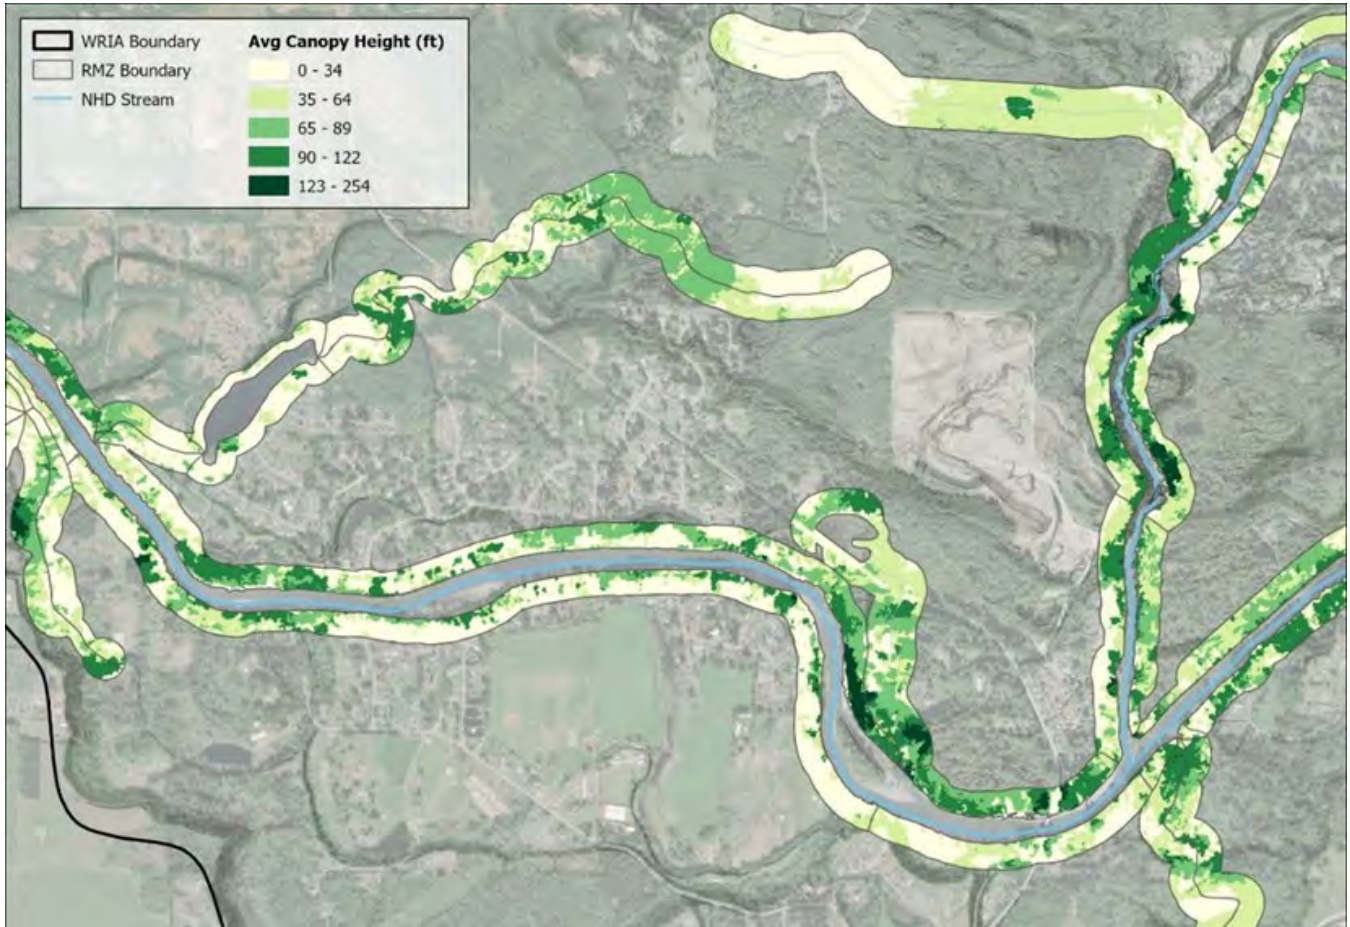 WRIA Boundary
RMZ Boundary
NHD Stream
Avg Canopy Height (ft)
0 - 34
35 - 64
65 - 89
90 - 122
123 - 254